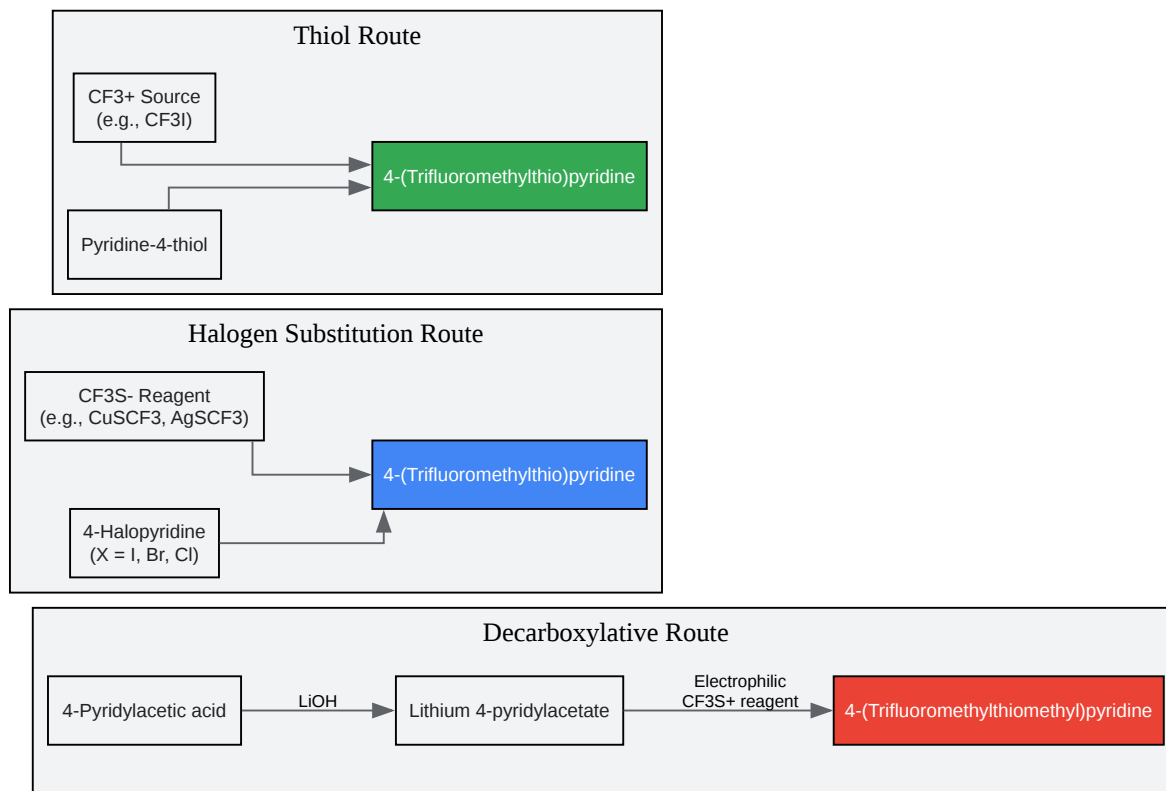 Thiol Route
CF3+ Source
(e.g., CF3I)
4-(Trifluoromethylthio)pyridine
Pyridine-4-thiol
Halogen Substitution Route
CF3S- Reagent
(e.g., CuSCF3, AgSCF3)
4-(Trifluoromethylthio)pyridine
4-Halopyridine
(X = I, Br, Cl)
Decarboxylative Route
4-Pyridylacetic acid
LiOH
Lithium 4-pyridylacetate
Electrophilic
CF3S+ reagent
4-(Trifluoromethylthiomethyl)pyridine